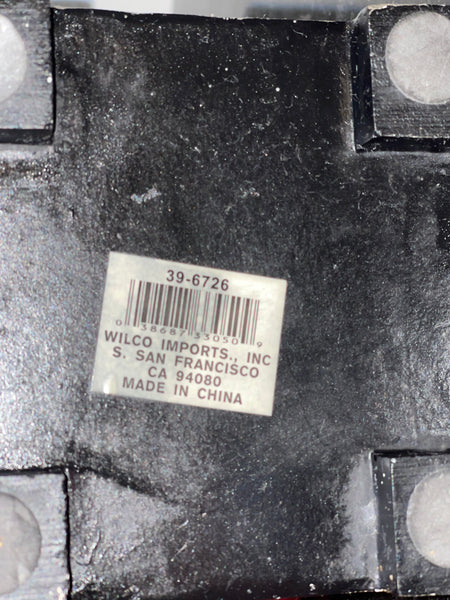 39-6726
0 38687 33050 9
WILCO IMPORTS., INC
S. SAN FRANCISCO
CA 94080
MADE IN CHINA